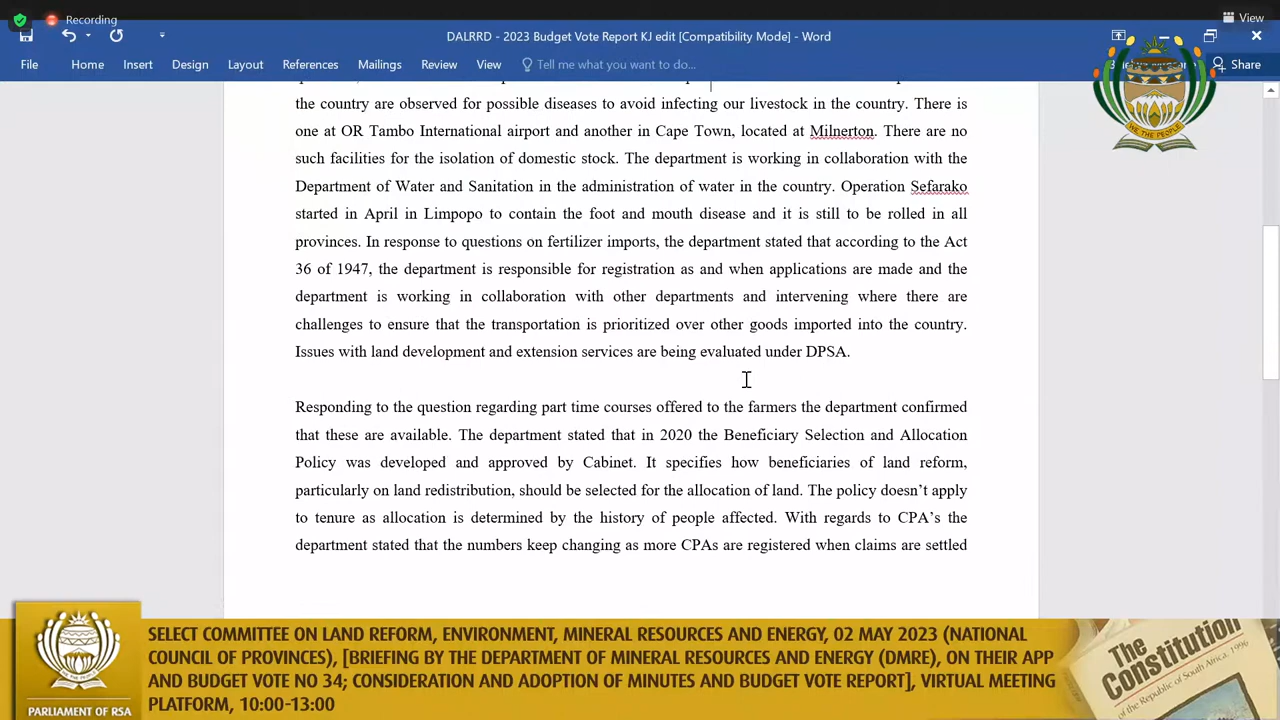 Recording
View
DALRRD - 2023 Budget Vote Report KJ edit [Compatibility Mode] - Word
File Home Insert Design Layout References Mailings Review View Tell me what you want to do... Share
the country are observed for possible diseases to avoid infecting our livestock in the country. There is
one at OR Tambo International airport and another in Cape Town, located at Milnerton. There are no
such facilities for the isolation of domestic stock. The department is working in collaboration with the
Department of Water and Sanitation in the administration of water in the country. Operation Sefarako
started in April in Limpopo to contain the foot and mouth disease and it is still to be rolled in all
provinces. In response to questions on fertilizer imports, the department stated that according to the Act
36 of 1947, the department is responsible for registration as and when applications are made and the
department is working in collaboration with other departments and intervening where there are
challenges to ensure that the transportation is prioritized over other goods imported into the country.
Issues with land development and extension services are being evaluated under DPSA.
Responding to the question regarding part time courses offered to the farmers the department confirmed
that these are available. The department stated that in 2020 the Beneficiary Selection and Allocation
Policy was developed and approved by Cabinet. It specifies how beneficiaries of land reform,
particularly on land redistribution, should be selected for the allocation of land. The policy doesn’t apply
to tenure as allocation is determined by the history of people affected. With regards to CPA’s the
department stated that the numbers keep changing as more CPAs are registered when claims are settled
WE THE PEOPLE
SELECT COMMITTEE ON LAND REFORM, ENVIRONMENT, MINERAL RESOURCES AND ENERGY, 02 MAY 2023 (NATIONAL
COUNCIL OF PROVINCES), [BRIEFING BY THE DEPARTMENT OF MINERAL RESOURCES AND ENERGY (DMRE), ON THEIR APP
AND BUDGET VOTE NO 34; CONSIDERATION AND ADOPTION OF MINUTES AND BUDGET VOTE REPORT], VIRTUAL MEETING
PLATFORM, 10:00-13:00
PARLIAMENT OF RSA
The
Constitution
of the Republic of South Africa, 1996